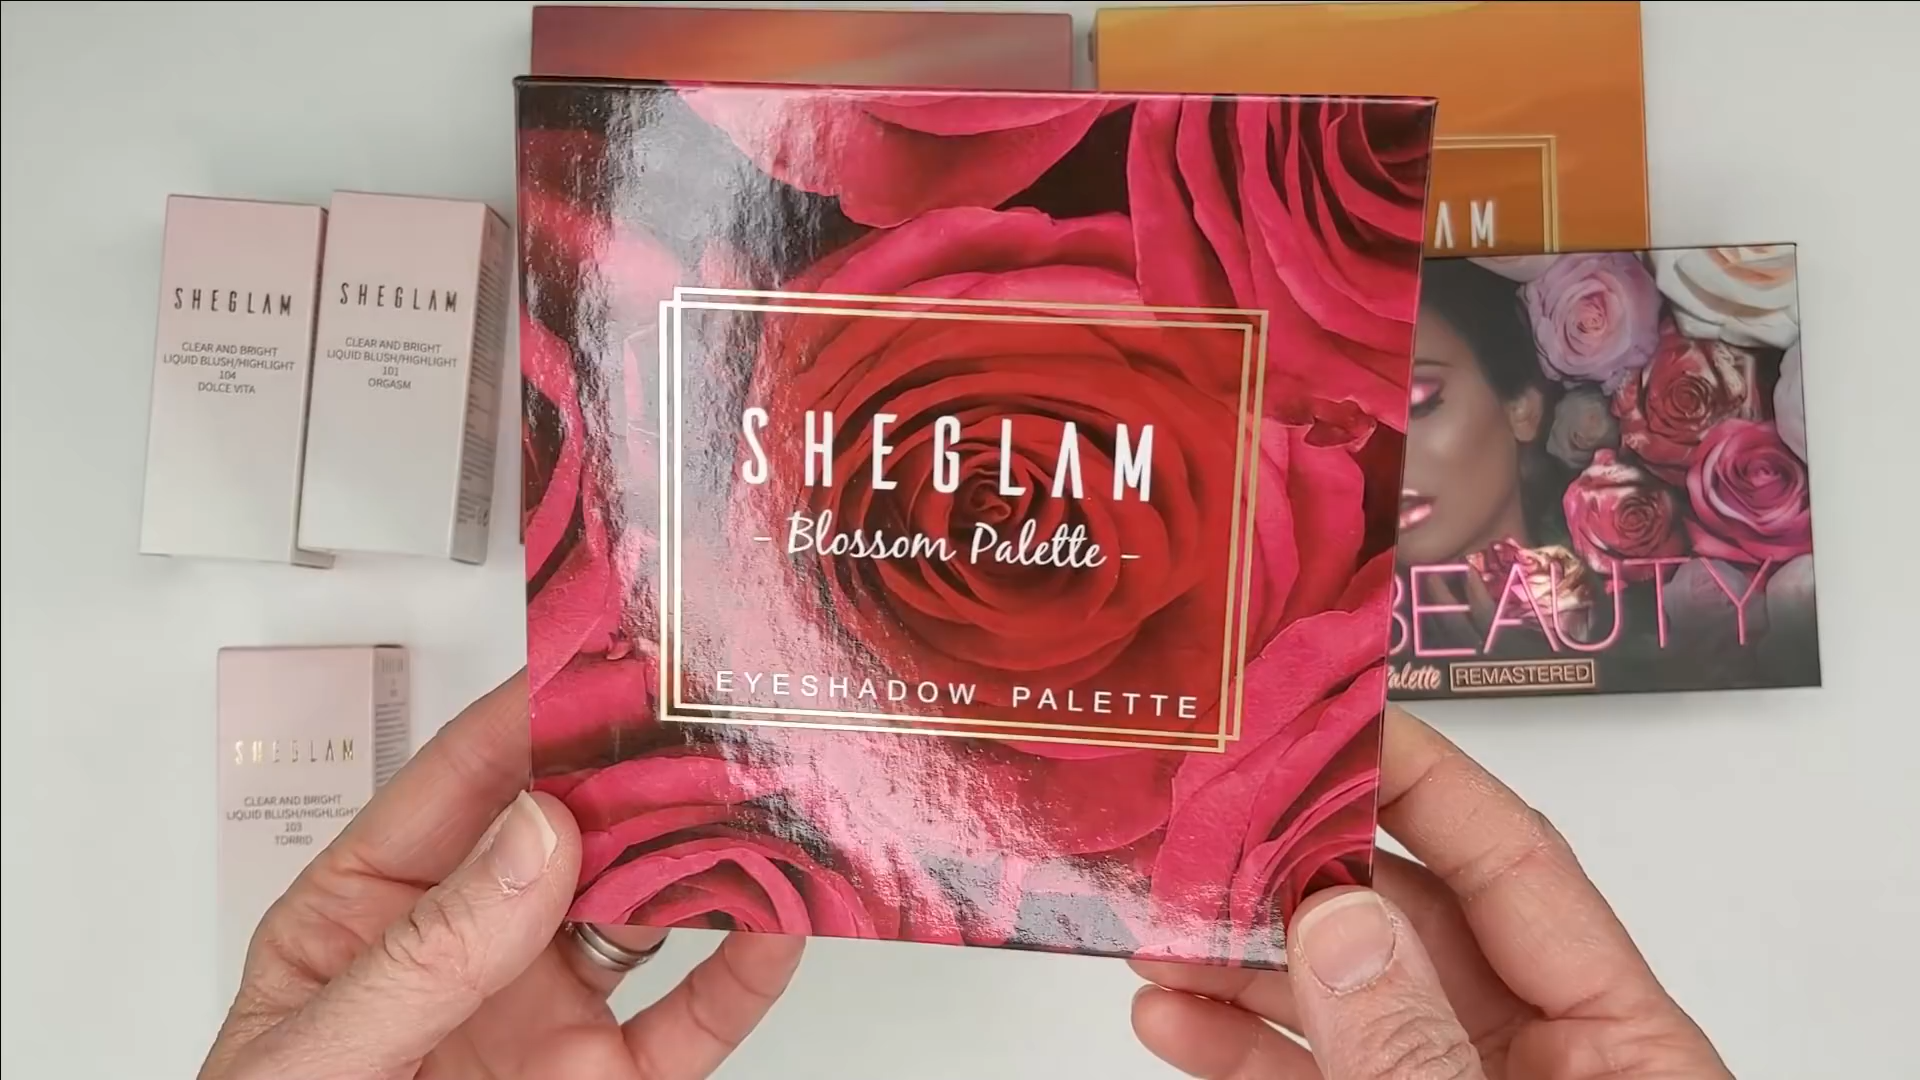 SHEGLAM
- Blossom Palette -
EYESHADOW PALETTE
SHEGLAM
CLEAR AND BRIGHT
LIQUID BLUSH/HIGHLIGHT
104
DOLCE VITA
SHEGLAM
CLEAR AND BRIGHT
LIQUID BLUSH/HIGHLIGHT
101
ORGASM
SHEGLAM
CLEAR AND BRIGHT
LIQUID BLUSH/HIGHLIGHT
103
TORRID
LAM
BEAUTY
Palette REMASTERED